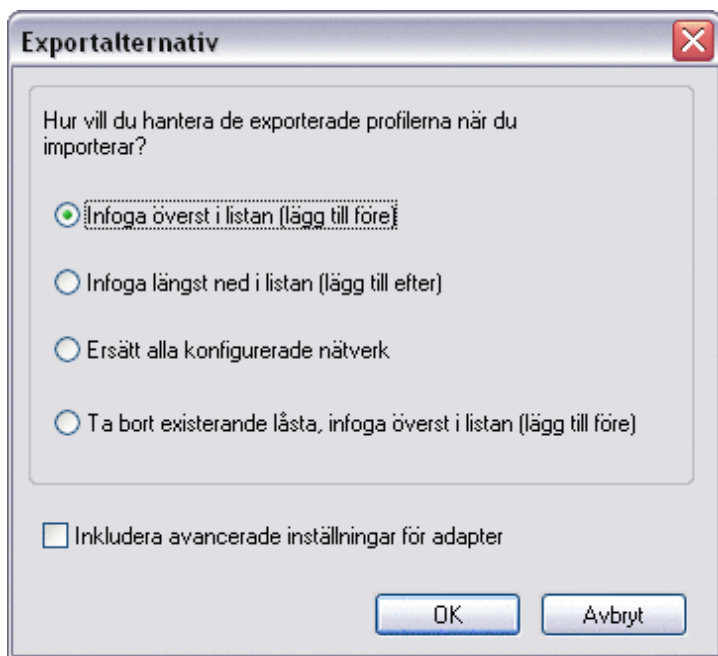 Exportalternativ
Hur vill du hantera de exporterade profilerna när du
importerar?
Infoga överst i listan (lägg till före)
Infoga längst ned i listan (lägg till efter)
Ersätt alla konfigurerade nätverk
Ta bort existerande låsta, infoga överst i listan (lägg till före)
Inkludera avancerade inställningar för adapter
OK
Avbryt